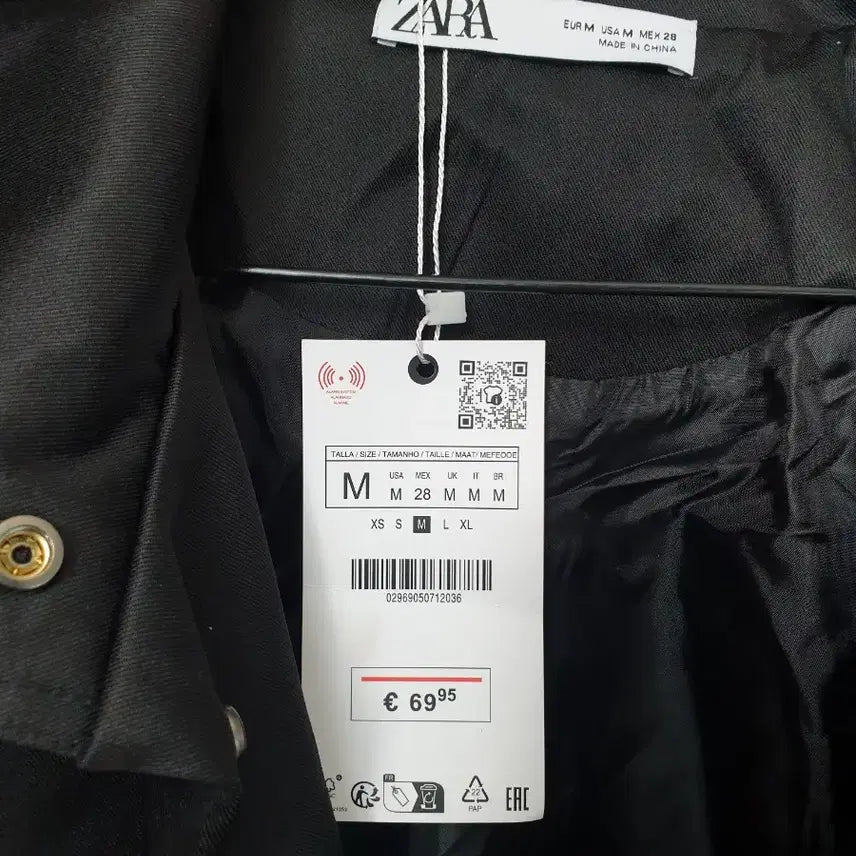 ZARA
EUR M USA M MEX 28
MADE IN CHINA
TALLA / SIZE / TAMANHO / TAILLE / MAAT/ ΜΕΓΕΘΟΣ
M
USA MEX UK IT BR
M 28 M M M
XS S M L XL
02969050712036
€ 69 95
FR
22
PAP
EAC